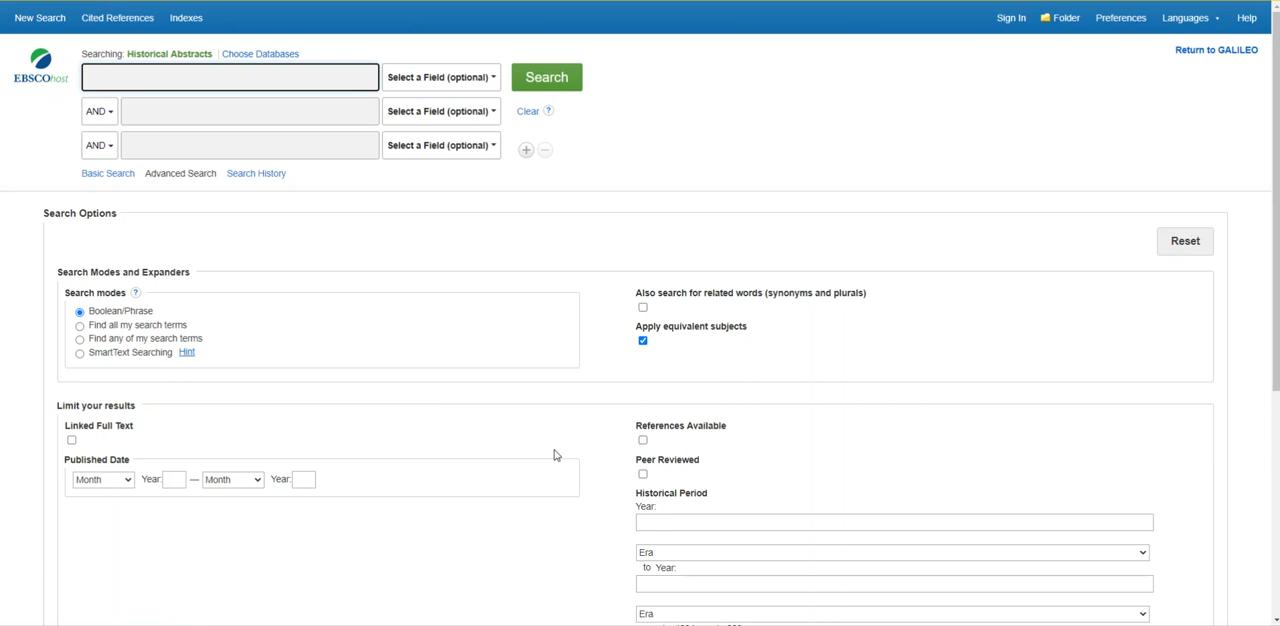 New Search Cited References Indexes Sign In Folder Preferences Languages Help
Return to GALILEO
EBSCOhost
Searching: Historical Abstracts Choose Databases
Select a Field (optional) Search
AND Select a Field (optional) Clear ?
AND Select a Field (optional)
Basic Search Advanced Search Search History
Search Options
Reset
Search Modes and Expanders
Search modes ?
Boolean/Phrase
Find all my search terms
Find any of my search terms
SmartText Searching Hint
Also search for related words (synonyms and plurals)
Apply equivalent subjects
Limit your results
Linked Full Text
Published Date
Month Year: — Month Year:
References Available
Peer Reviewed
Historical Period
Year:
Era
to Year:
Era